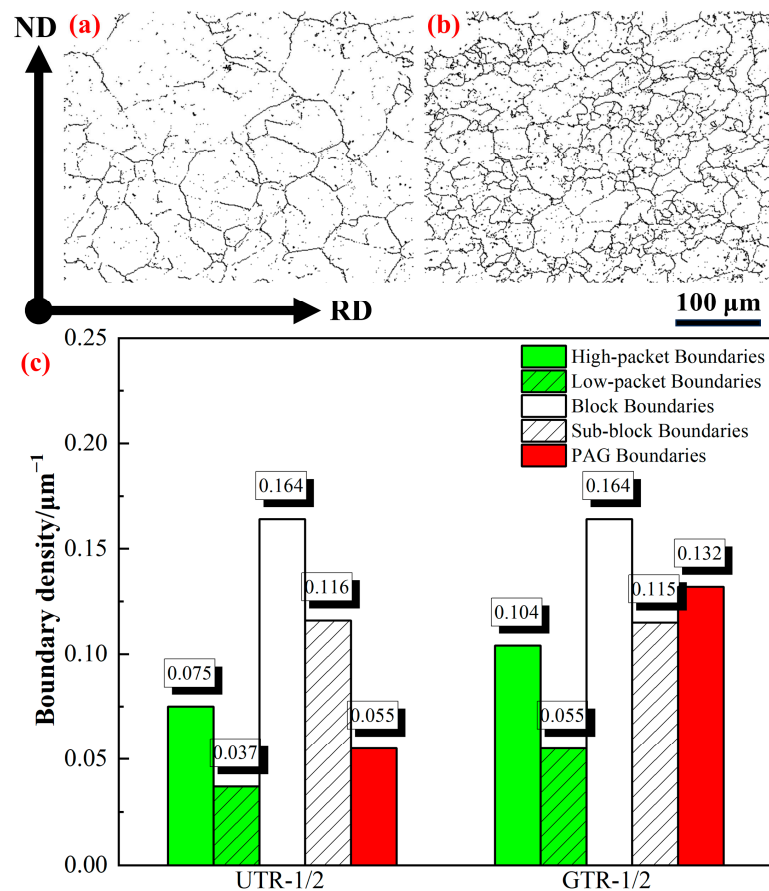 ND
(a)
(b)
RD
100 μm
(c)
Boundary density/μm⁻¹
0.25
0.20
0.15
0.10
0.05
0.00
High-packet Boundaries
Low-packet Boundaries
Block Boundaries
Sub-block Boundaries
PAG Boundaries
0.075
0.037
0.164
0.116
0.055
0.104
0.055
0.164
0.115
0.132
UTR-1/2
GTR-1/2